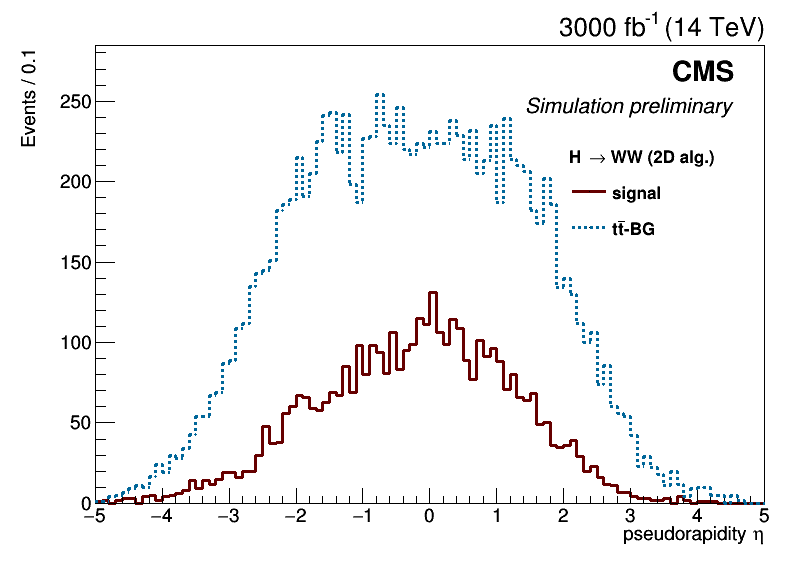 3000 fb⁻¹ (14 TeV)
Events / 0.1
CMS
Simulation preliminary
H → WW (2D alg.)
signal
tt̄-BG
250
200
150
100
50
0
−5 −4 −3 −2 −1 0 1 2 3 4 5
pseudorapidity η